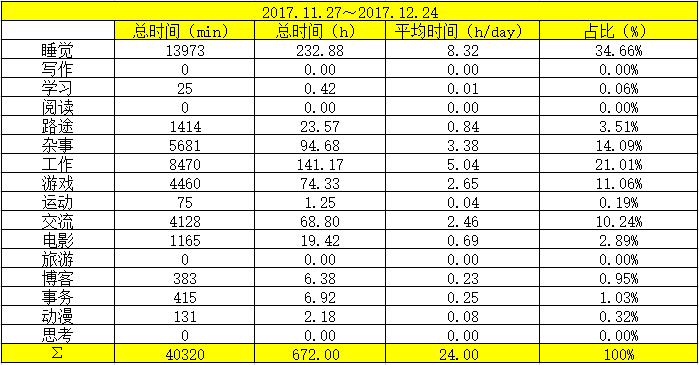 2017.11.27～2017.12.24
总时间（min） 总时间（h） 平均时间（h/day） 占比（%）
睡觉 13973 232.88 8.32 34.66%
写作 0 0.00 0.00 0.00%
学习 25 0.42 0.01 0.06%
阅读 0 0.00 0.00 0.00%
路途 1414 23.57 0.84 3.51%
杂事 5681 94.68 3.38 14.09%
工作 8470 141.17 5.04 21.01%
游戏 4460 74.33 2.65 11.06%
运动 75 1.25 0.04 0.19%
交流 4128 68.80 2.46 10.24%
电影 1165 19.42 0.69 2.89%
旅游 0 0.00 0.00 0.00%
博客 383 6.38 0.23 0.95%
事务 415 6.92 0.25 1.03%
动漫 131 2.18 0.08 0.32%
思考 0 0.00 0.00 0.00%
Σ 40320 672.00 24.00 100%